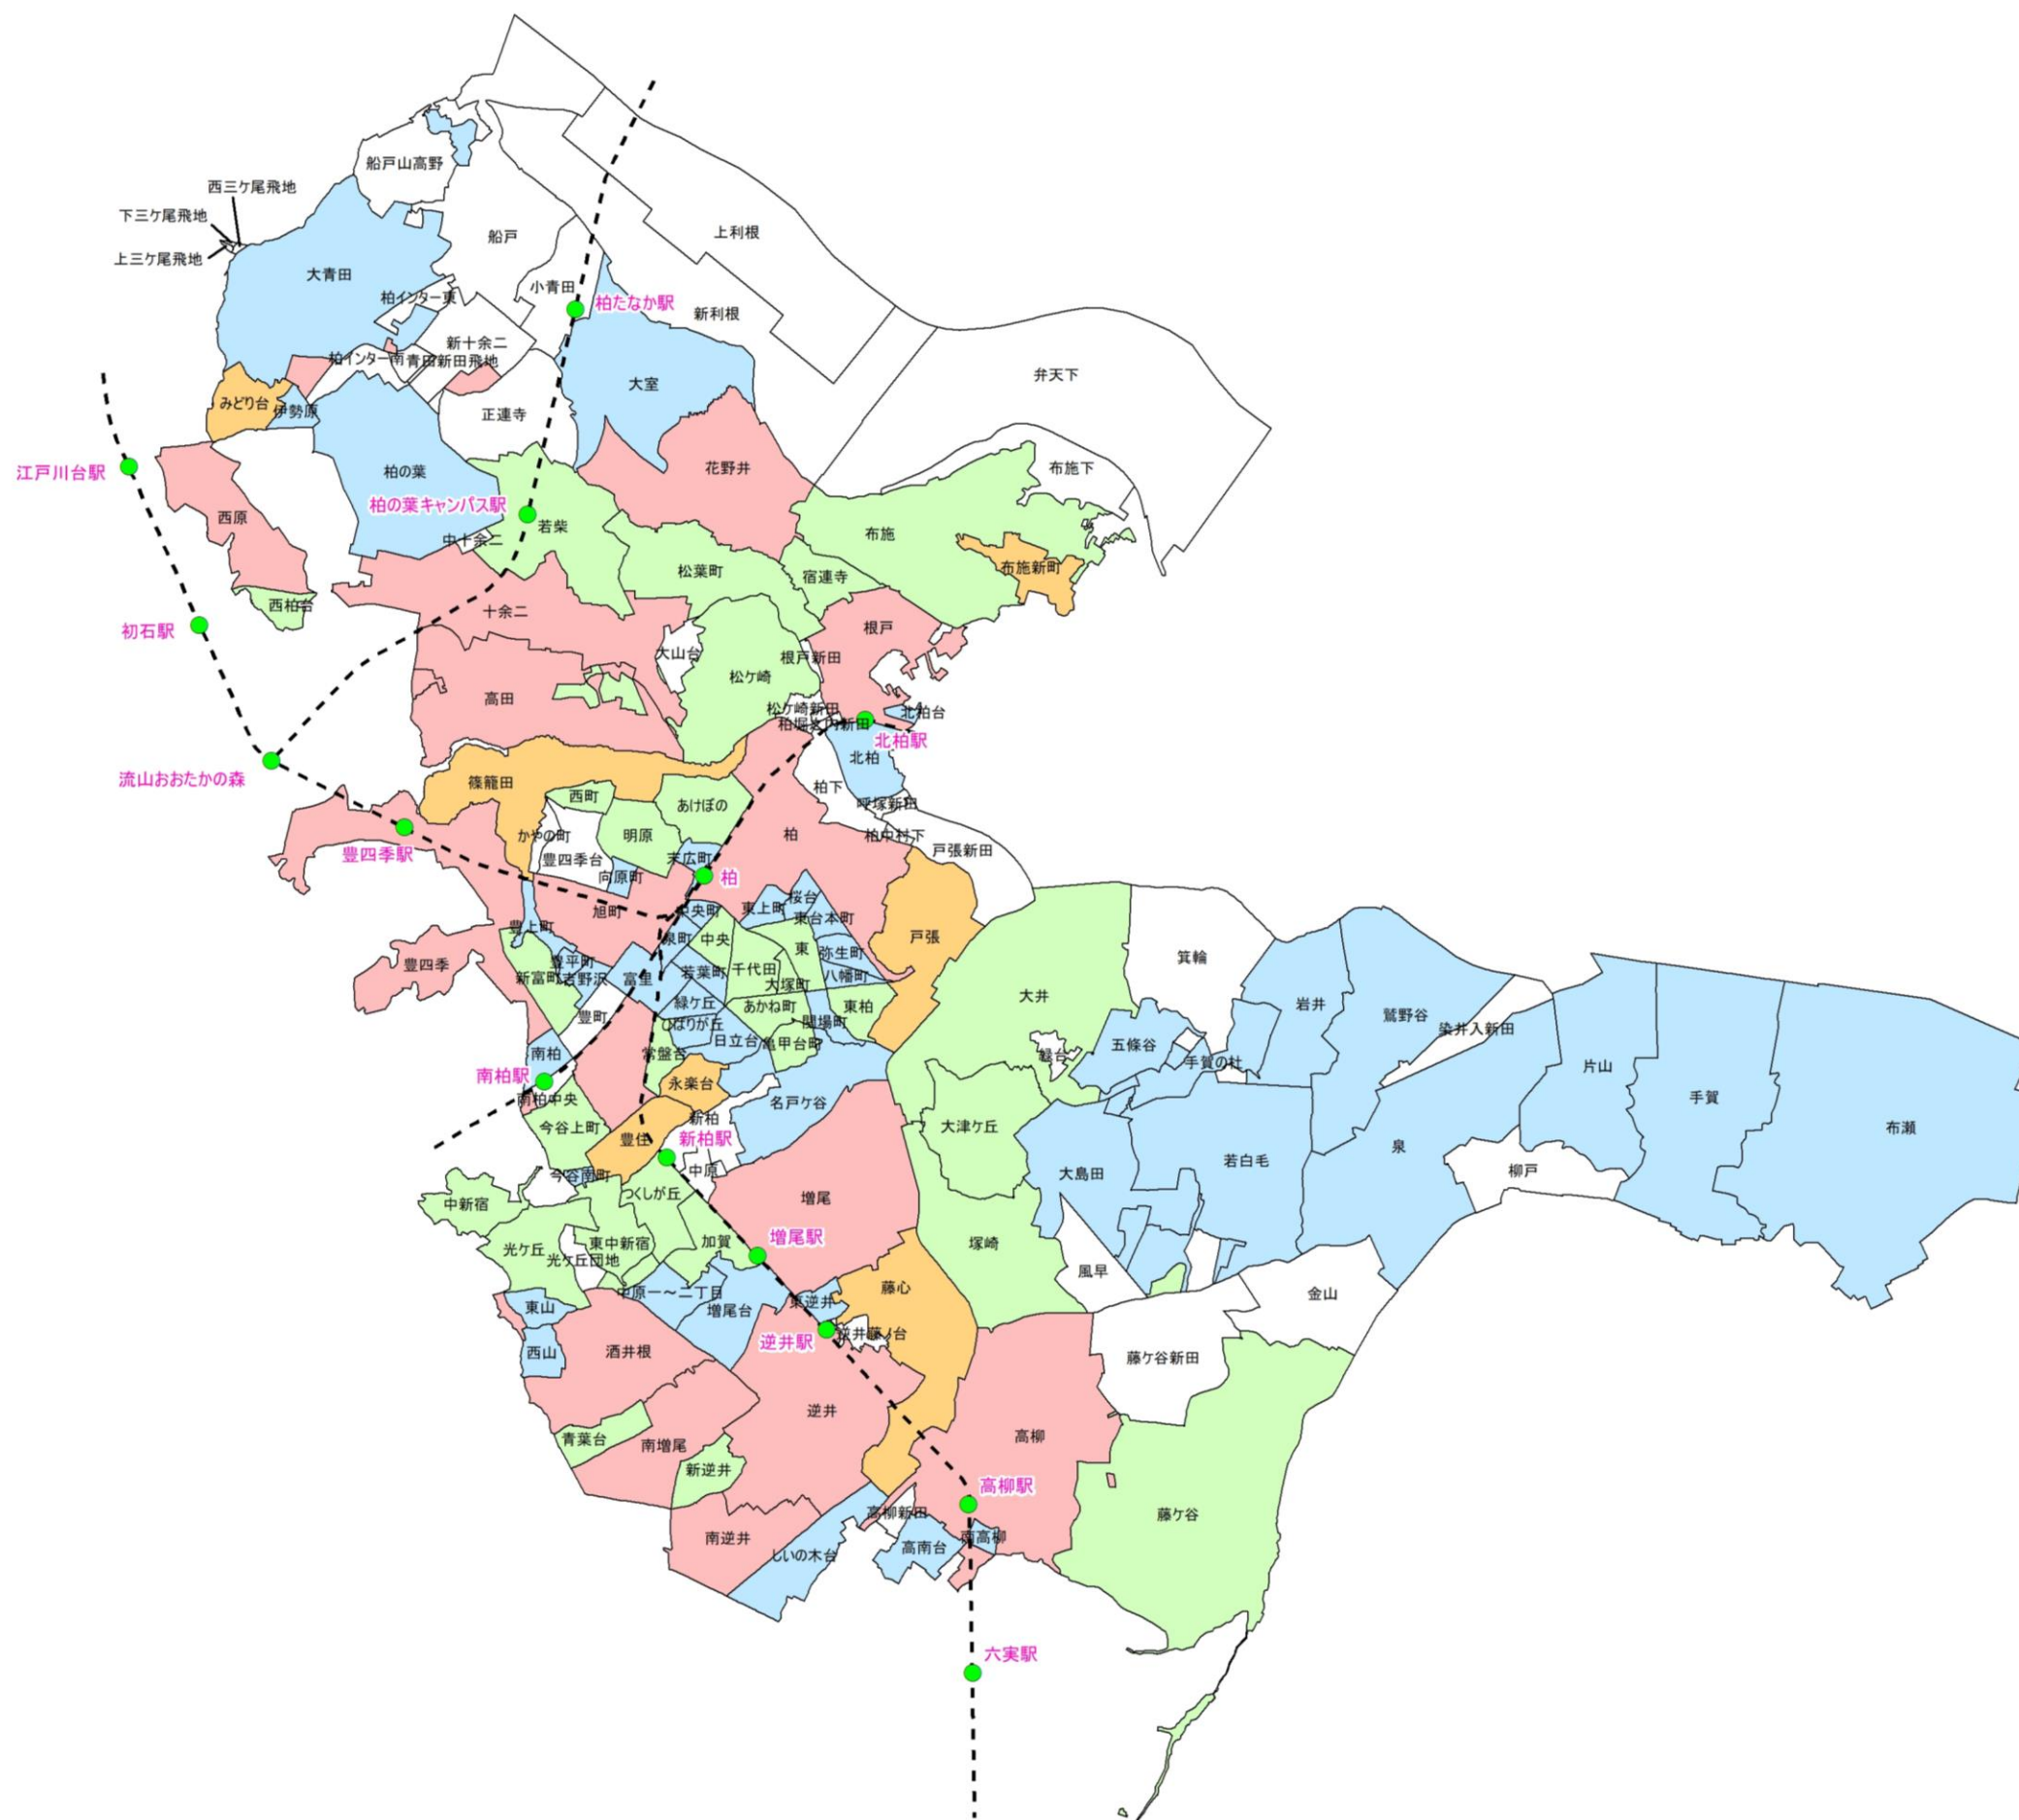 船戸山高野
西三ケ尾飛地
下三ケ尾飛地
上三ケ尾飛地
船戸
上利根
大青田
小青田
柏インター東
柏たなか駅
新利根
新十余二
柏インター南
青田新田飛地
大室
弁天下
みどり台
伊勢原
正連寺
江戸川台駅
柏の葉
花野井
布施下
柏の葉キャンパス駅
西原
若柴
布施
中十余二
松葉町
宿連寺
布施新町
西柏台
十余二
初石駅
根戸
大山台
根戸新田
松ケ崎
高田
松ケ崎新田
北柏台
柏堀之内新田
北柏駅
北柏
流山おおたかの森
篠籠田
柏下
西町
あけぼの
呼塚新田
かやの町
明原
柏
柏中村下
豊四季駅
豊四季台
末広町
戸張新田
向原町
柏
旭町
中央町
東上町
桜台
東台本町
豊上町
泉町
中央
東
弥生町
戸張
豊四季
新富町
豊平町
吉野沢
富里
若葉町
千代田
大塚町
八幡町
箕輪
緑ケ丘
あかね町
東柏
大井
岩井
鷲野谷
豊町
ひばりが丘
関場町
染井入新田
日立台
亀甲台町
五條谷
南柏
常盤台
緑台
手賀の杜
片山
南柏駅
永楽台
名戸ケ谷
手賀
南柏中央
今谷上町
新柏
大津ケ丘
布瀬
豊住
新柏駅
泉
今谷南町
中原
大島田
若白毛
柳戸
つくしが丘
増尾
中新宿
光ケ丘
東中新宿
加賀
増尾駅
塚崎
光ケ丘団地
風早
中原一～二丁目
藤心
金山
東山
増尾台
東逆井
逆井藤ノ台
逆井駅
西山
酒井根
藤ケ谷新田
逆井
青葉台
南増尾
高柳
新逆井
高柳駅
高柳新田
藤ケ谷
南逆井
しいの木台
高南台
南高柳
六実駅